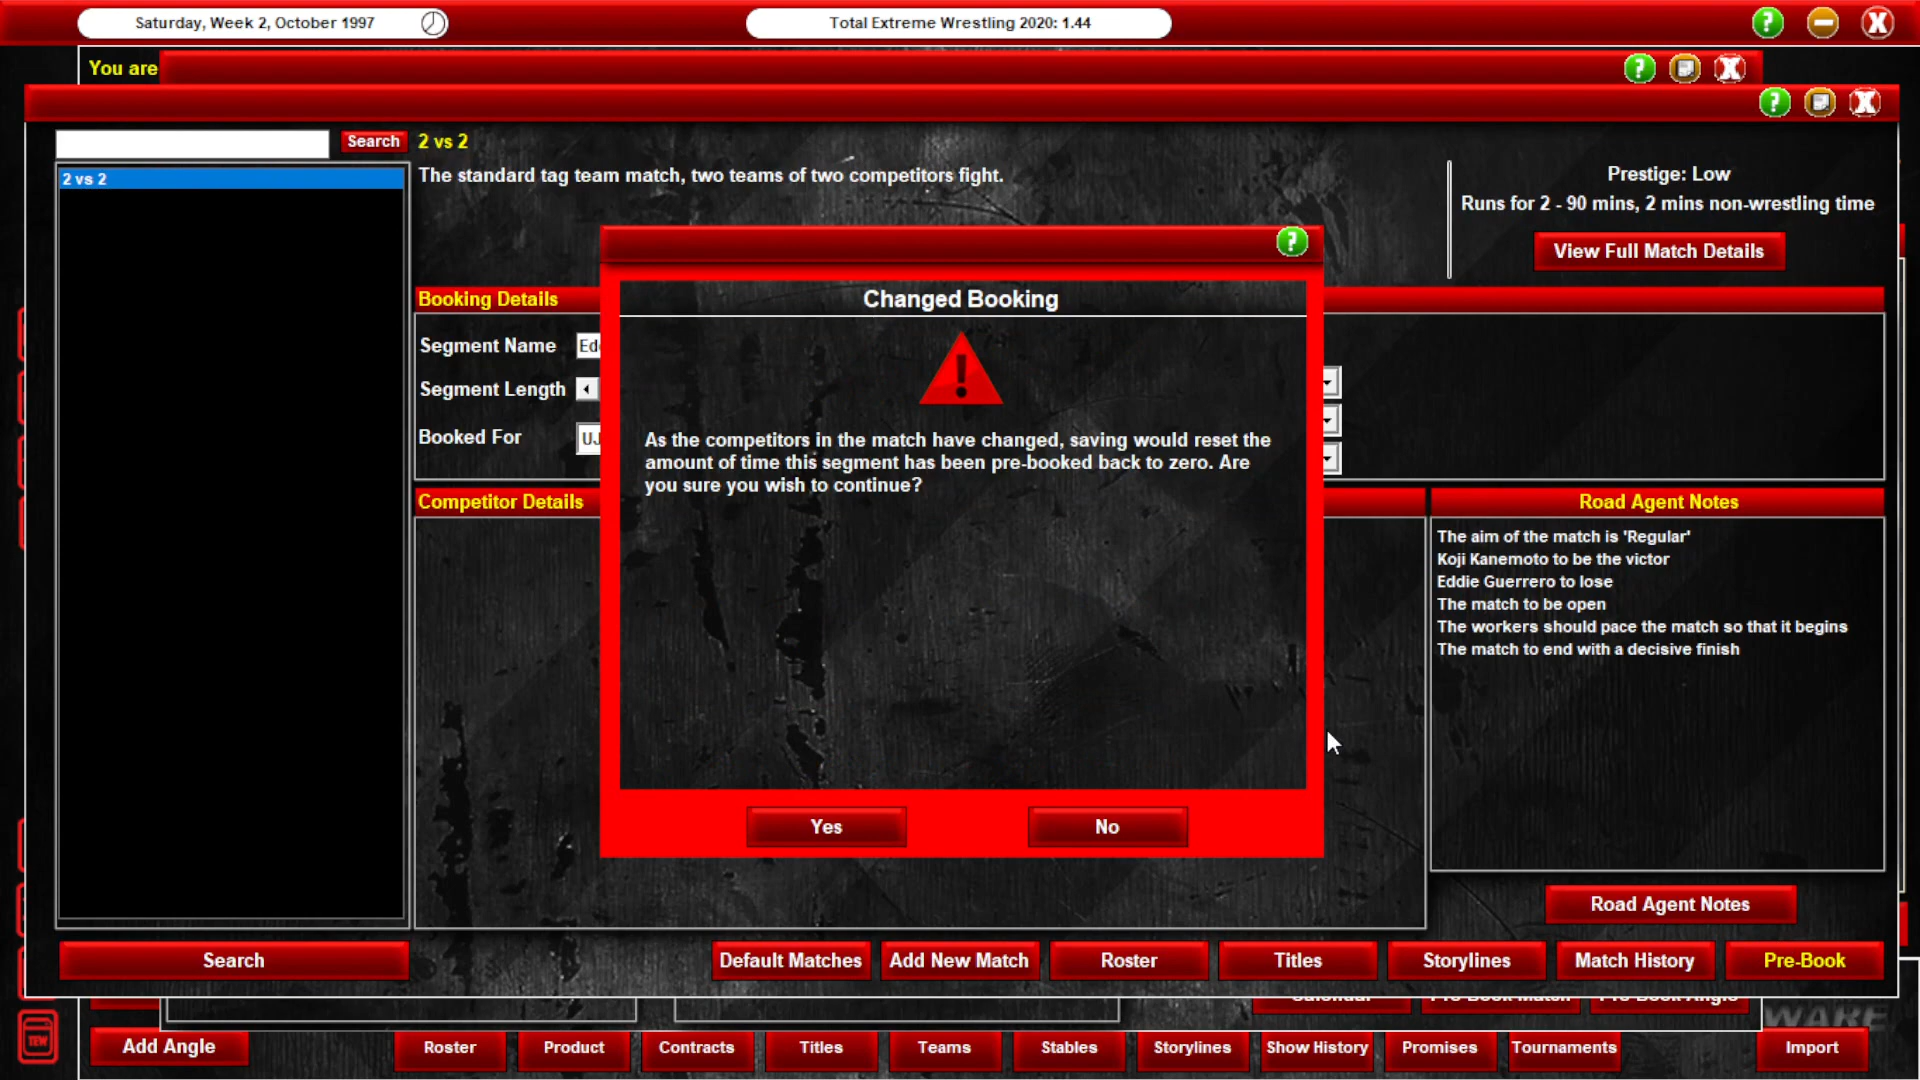 Saturday, Week 2, October 1997
Total Extreme Wrestling 2020: 1.44
You are
Search
2 vs 2
2 vs 2
The standard tag team match, two teams of two competitors fight.
Prestige: Low
Runs for 2 - 90 mins, 2 mins non-wrestling time
View Full Match Details
Booking Details
Segment Name
Segment Length
Booked For
UJ
Changed Booking
As the competitors in the match have changed, saving would reset the
amount of time this segment has been pre-booked back to zero. Are
you sure you wish to continue?
Yes
No
Competitor Details
Road Agent Notes
The aim of the match is 'Regular'
Koji Kanemoto to be the victor
Eddie Guerrero to lose
The match to be open
The workers should pace the match so that it begins
The match to end with a decisive finish
Road Agent Notes
Search
Default Matches
Add New Match
Roster
Titles
Storylines
Match History
Pre-Book
TEW
Add Angle
Roster
Product
Contracts
Titles
Teams
Stables
Storylines
Show History
Promises
Tournaments
Import